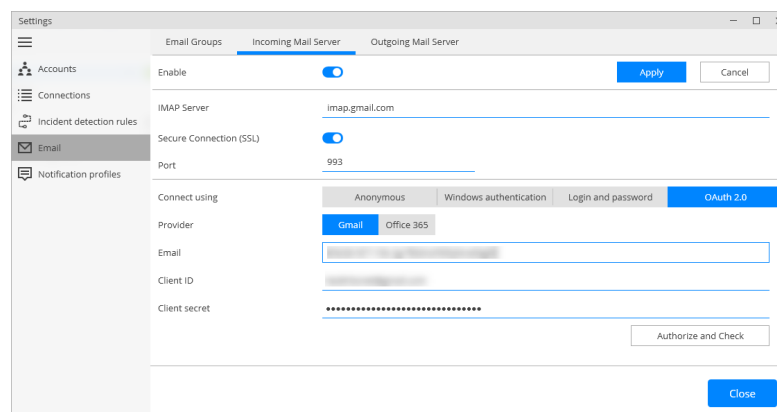 Settings
Email Groups Incoming Mail Server Outgoing Mail Server
Accounts
Connections
Incident detection rules
Email
Notification profiles
Enable Apply Cancel
IMAP Server imap.gmail.com
Secure Connection (SSL)
Port 993
Connect using Anonymous Windows authentication Login and password OAuth 2.0
Provider Gmail Office 365
Email
Client ID
Client secret
Authorize and Check
Close